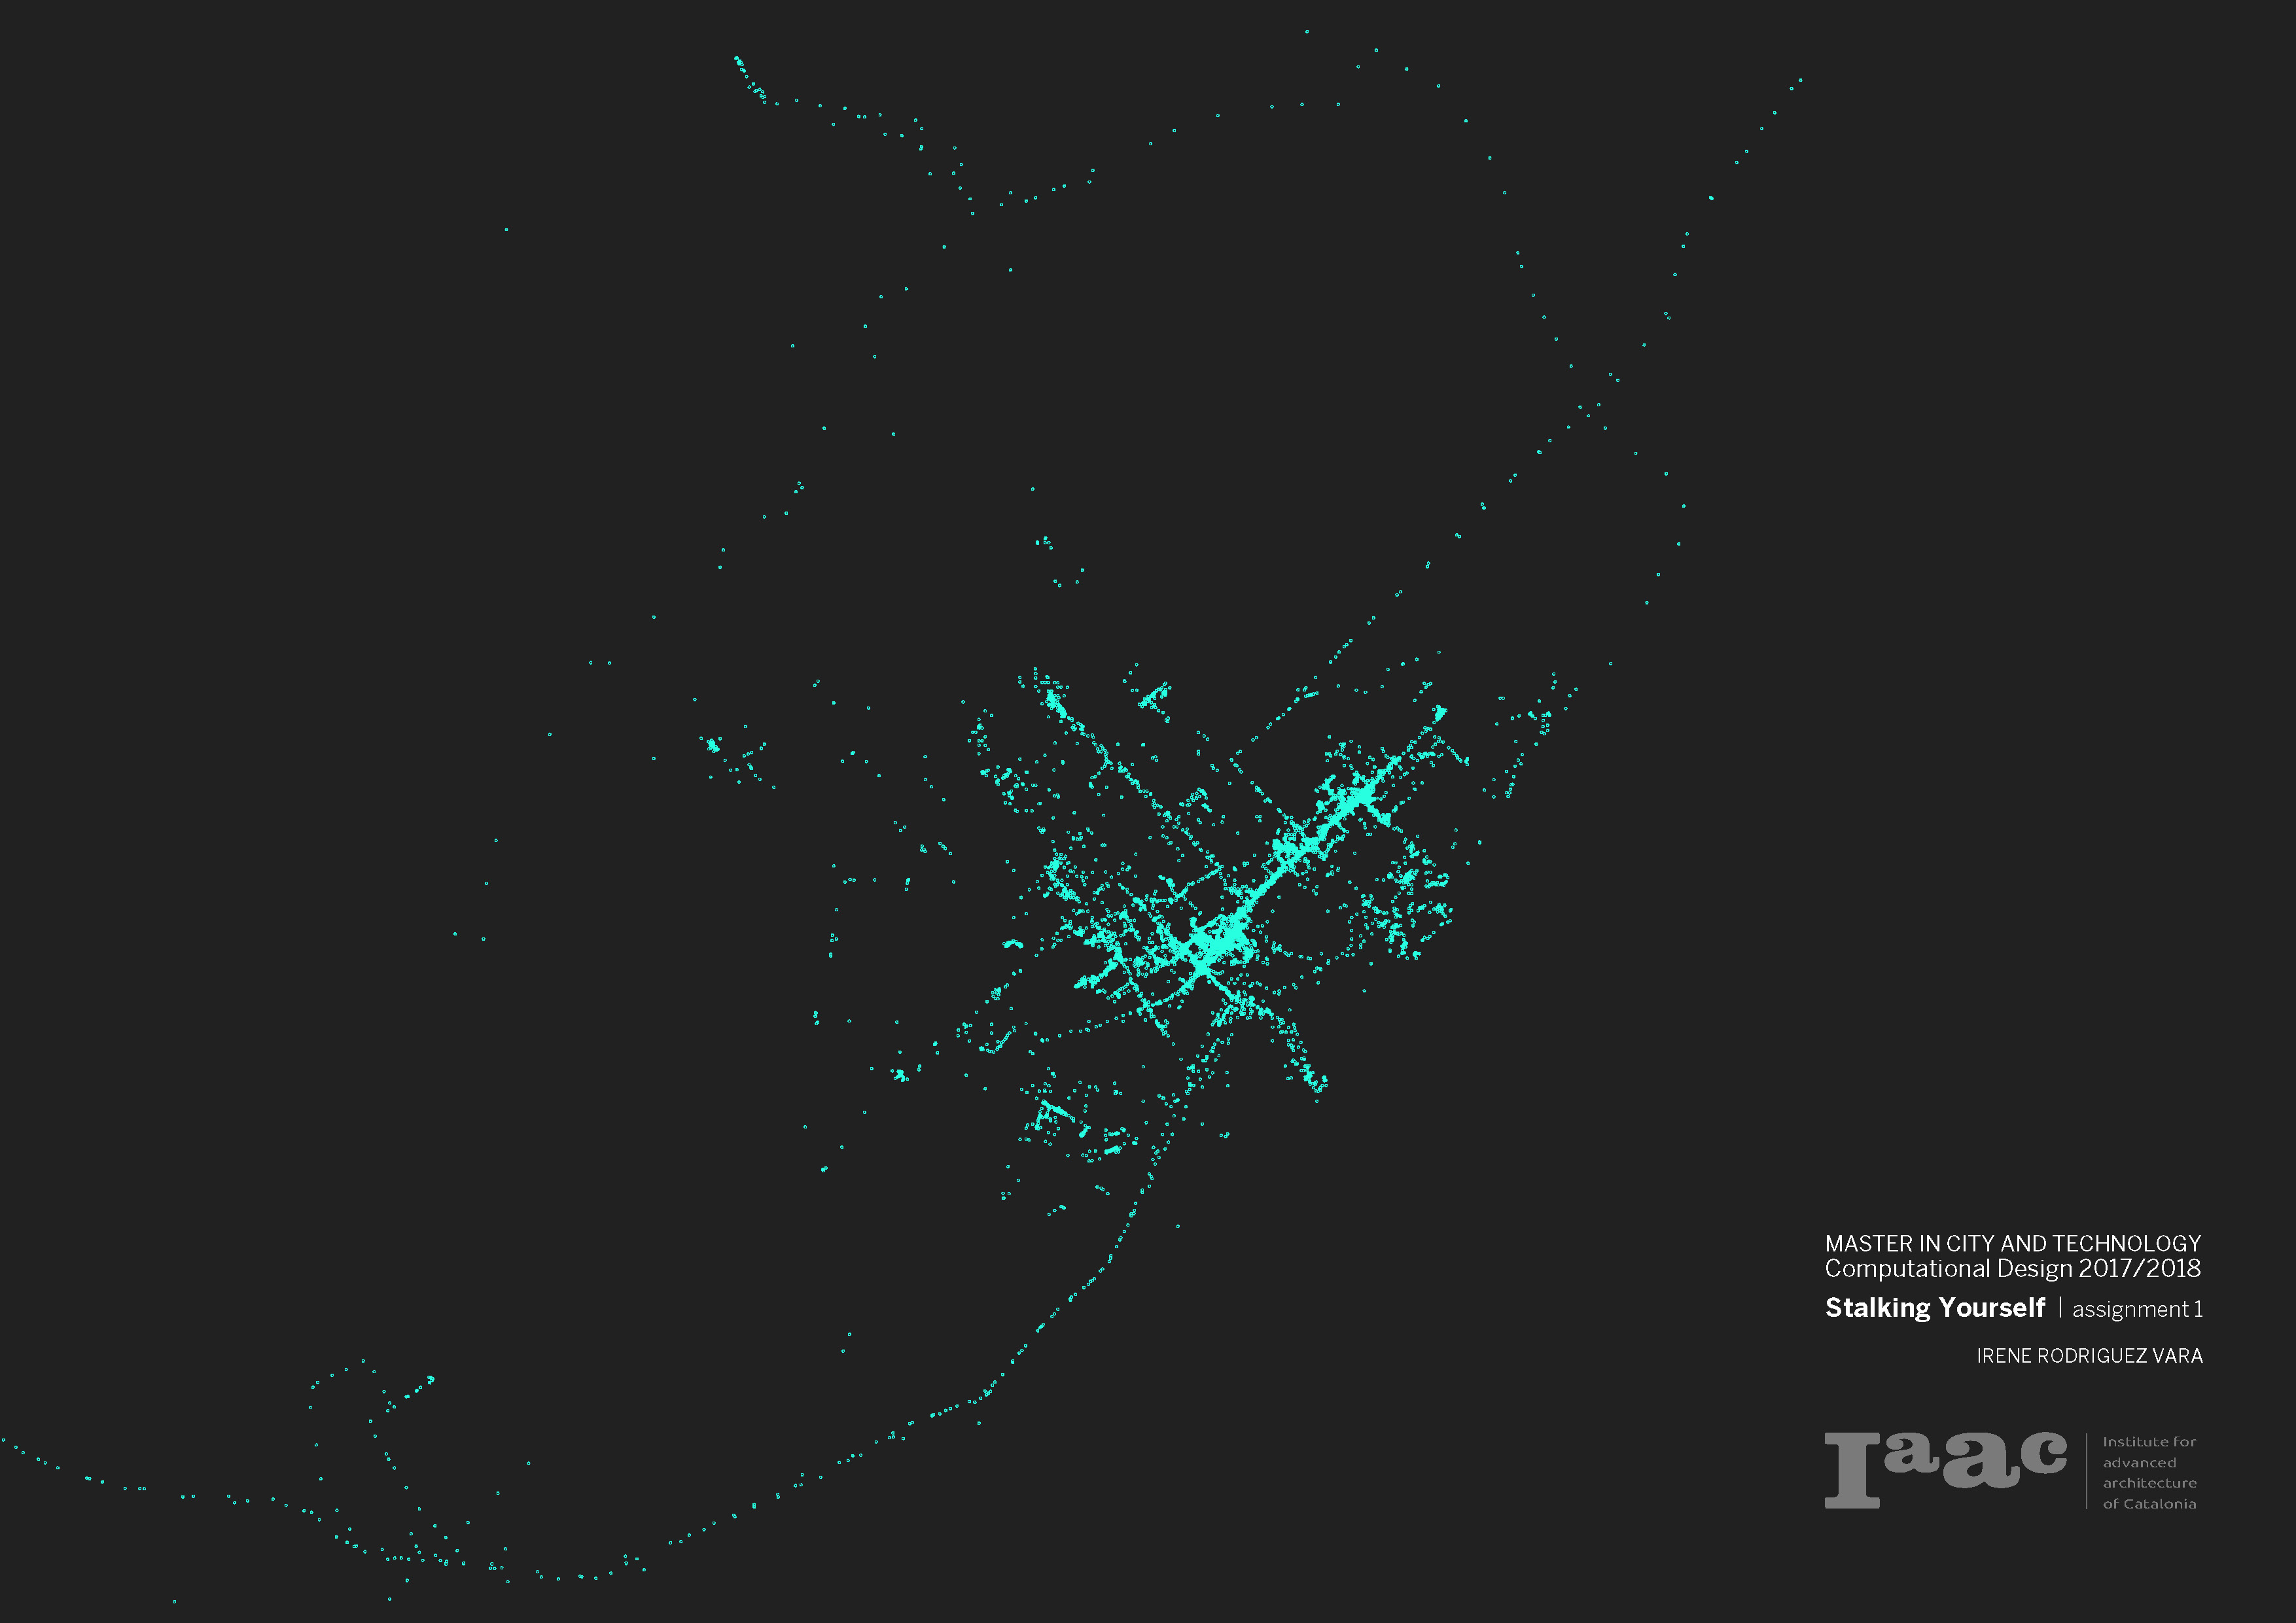 MASTER IN CITY AND TECHNOLOGY
Computational Design 2017/2018
Stalking Yourself | assignment 1
IRENE RODRIGUEZ VARA
Iaac
Institute for
advanced
architecture
of Catalonia